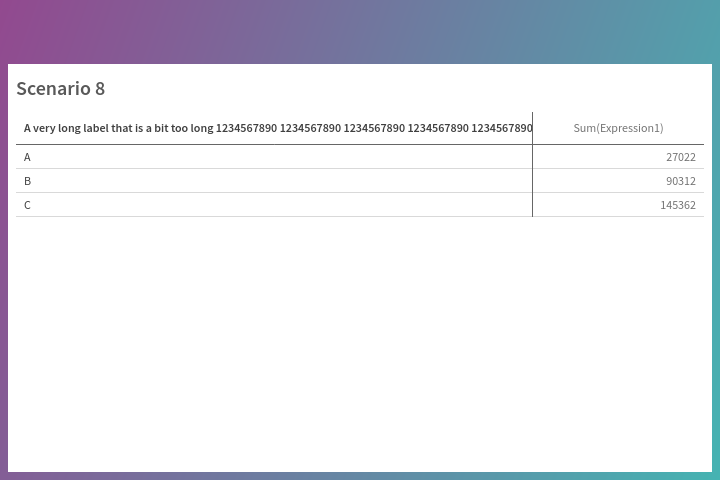 Scenario 8
A very long label that is a bit too long 1234567890 1234567890 1234567890 1234567890 1234567890 Sum(Expression1)
A 27022
B 90312
C 145362